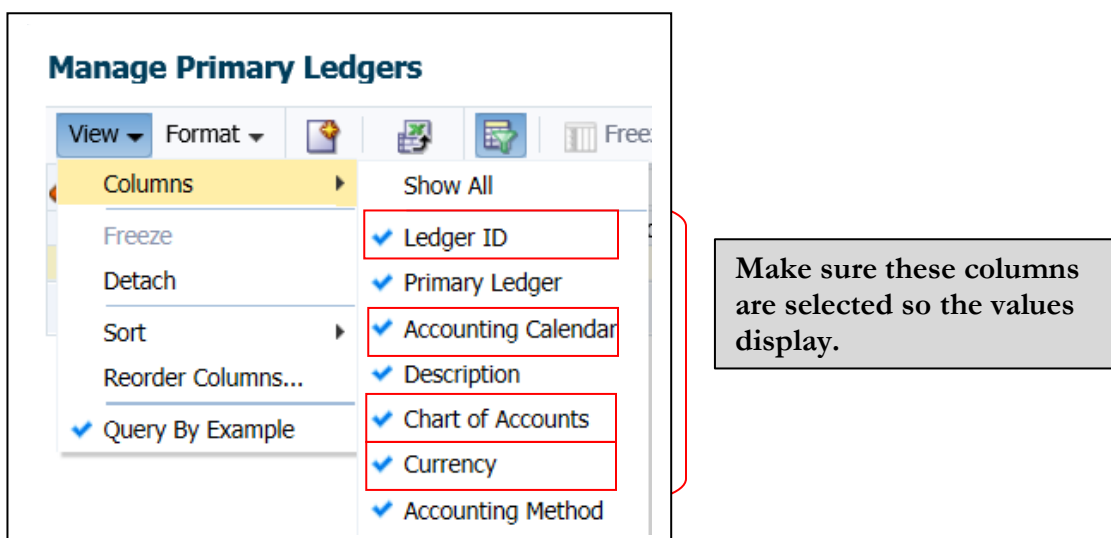 Manage Primary Ledgers
View Format Free
Columns Show All
Freeze Ledger ID
Detach Primary Ledger
Sort Accounting Calendar
Reorder Columns... Description
Query By Example Chart of Accounts
Currency
Accounting Method
Make sure these columns
are selected so the values
display.